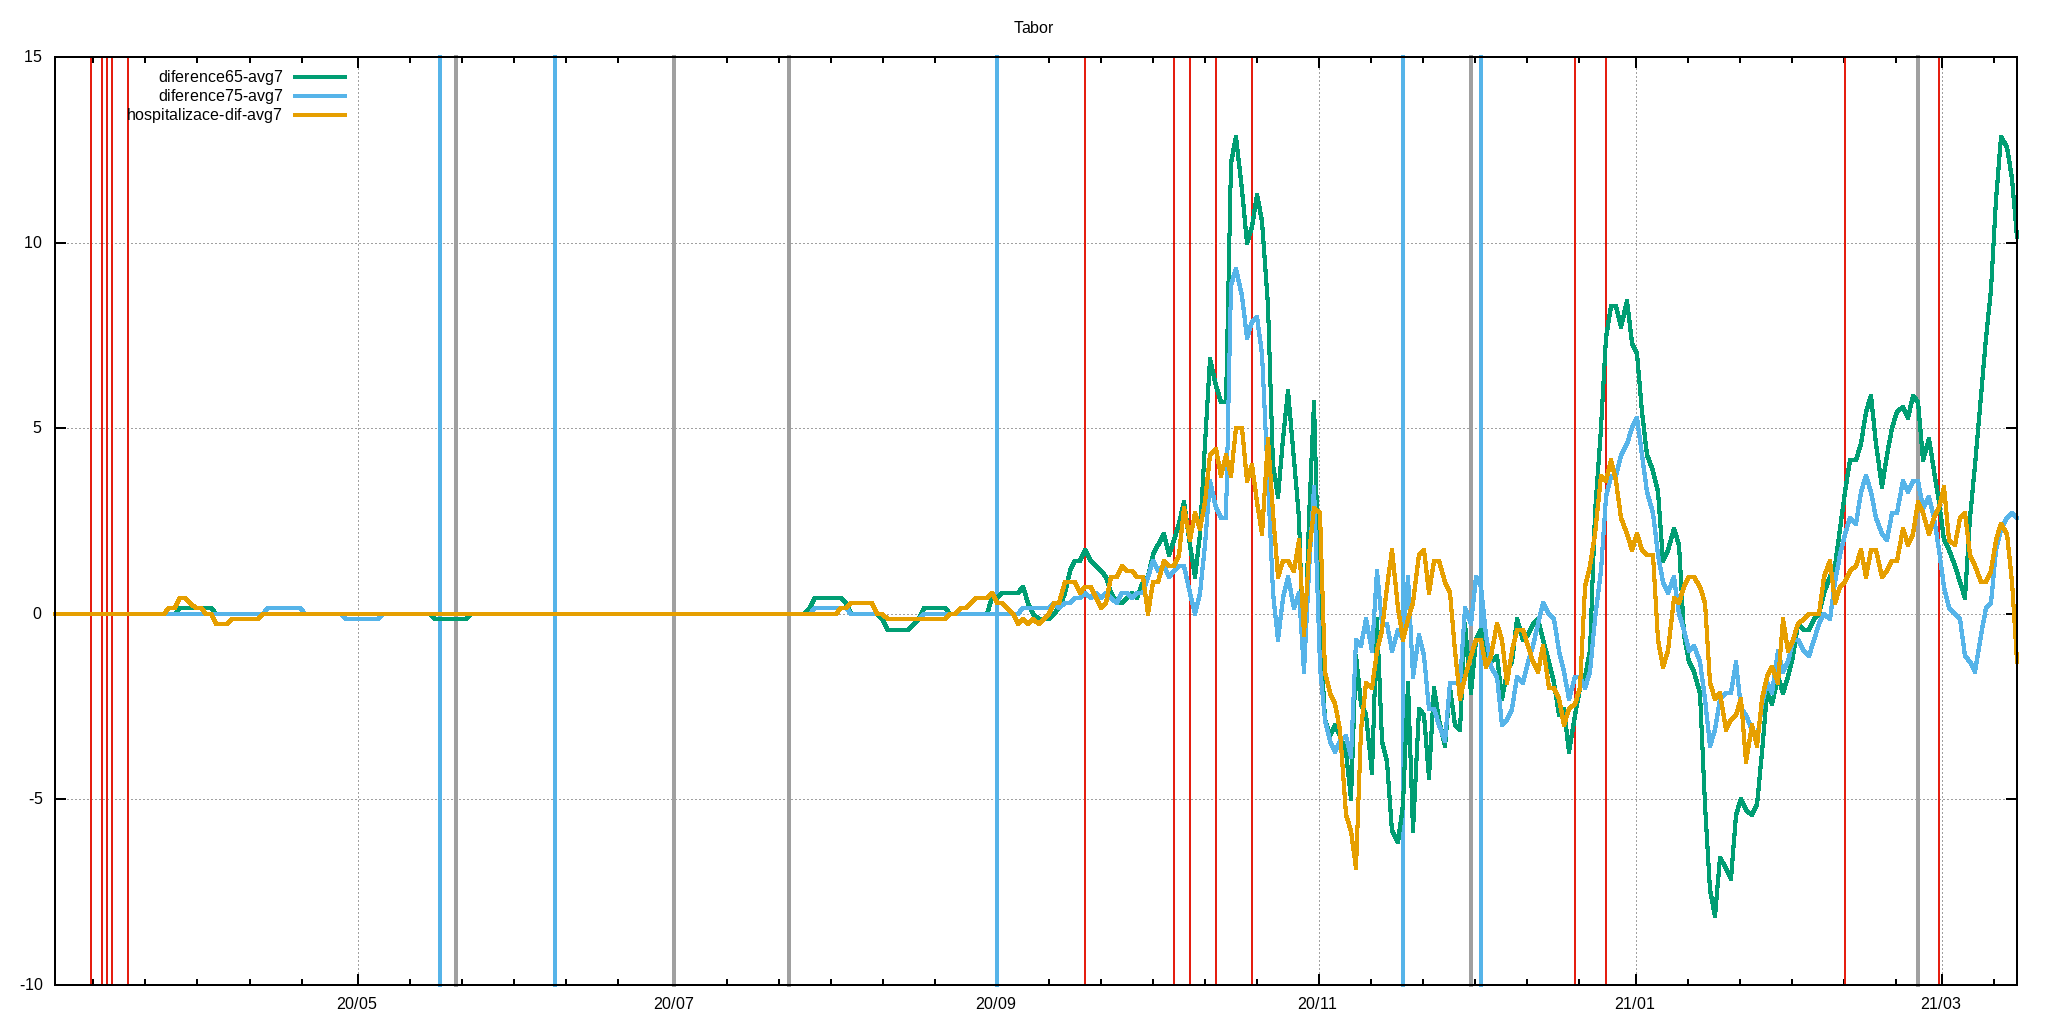 Tabor
15
diference65-avg7
diference75-avg7
hospitalizace-dif-avg7
10
5
0
-5
-10
20/05 20/07 20/09 20/11 21/01 21/03